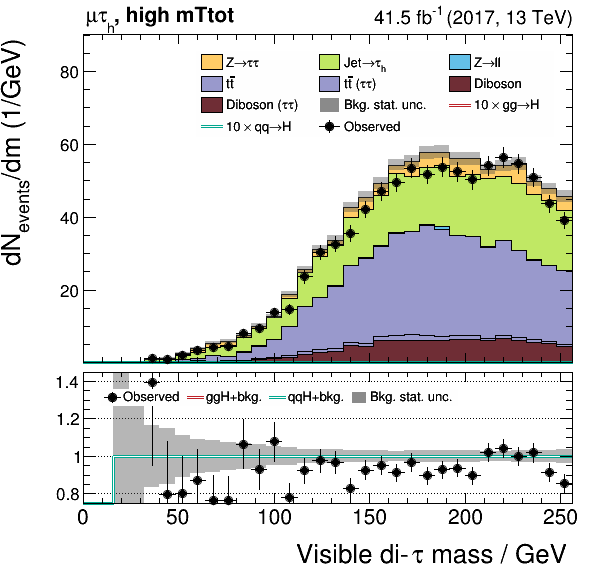 μτh, high mTtot 41.5 fb⁻¹ (2017, 13 TeV)
dNevents/dm (1/GeV)
80
60
40
20
Z→ττ Jet→τh Z→ll
tt̄ tt̄ (ττ) Diboson
Diboson (ττ) Bkg. stat. unc. 10 × gg→H
10 × qq→H Observed
1.4
1.2
1
0.8
Observed ggH+bkg. qqH+bkg. Bkg. stat. unc.
0 50 100 150 200 250
Visible di-τ mass / GeV